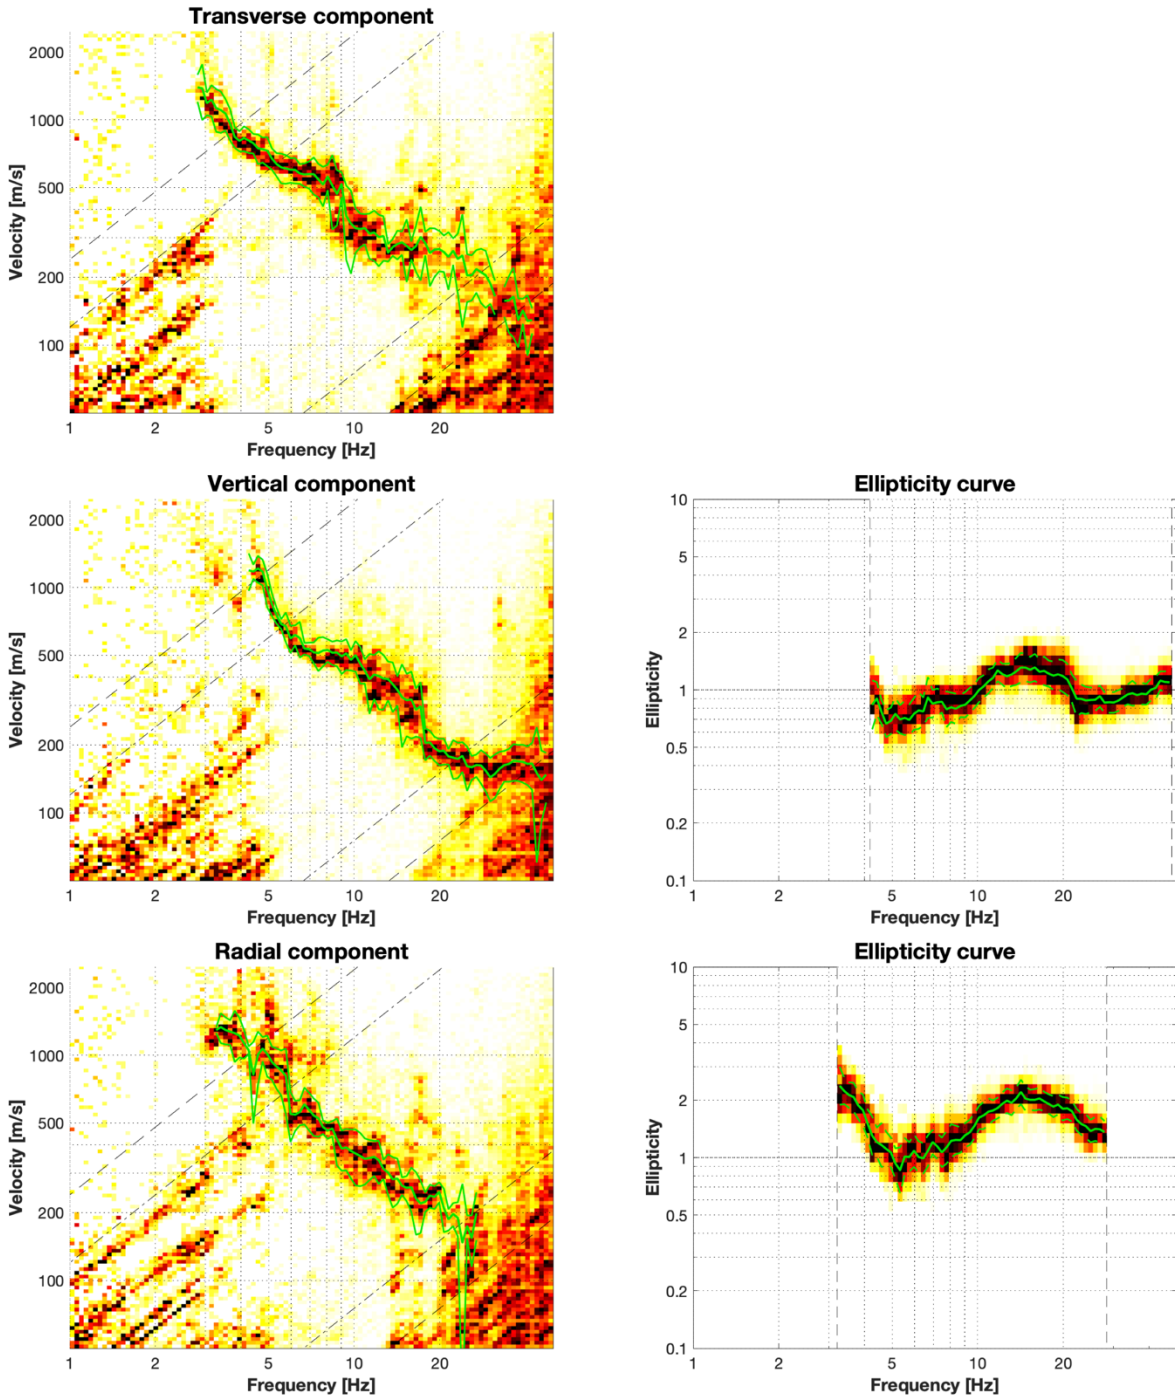 Transverse component
2000
1000
500
200
100
Velocity [m/s]
1 2 5 10 20
Frequency [Hz]
Vertical component
2000
1000
500
200
100
Velocity [m/s]
1 2 5 10 20
Frequency [Hz]
Ellipticity curve
10
5
2
1
0.5
0.2
0.1
Ellipticity
1 2 5 10 20
Frequency [Hz]
Radial component
2000
1000
500
200
100
Velocity [m/s]
1 2 5 10 20
Frequency [Hz]
Ellipticity curve
10
5
2
1
0.5
0.2
0.1
Ellipticity
1 2 5 10 20
Frequency [Hz]